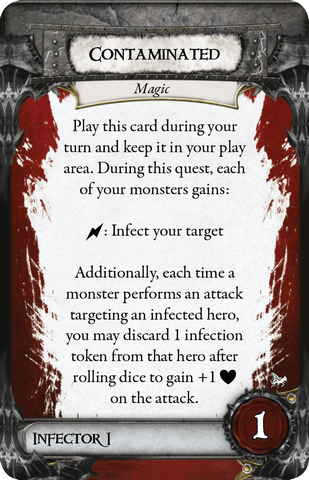 CONTAMINATED
Magic
Play this card during your
turn and keep it in your play
area. During this quest, each
of your monsters gains:
: Infect your target
Additionally, each time a
monster performs an attack
targeting an infected hero,
you may discard 1 infection
token from that hero after
rolling dice to gain +1
on the attack.
INFECTOR I
1